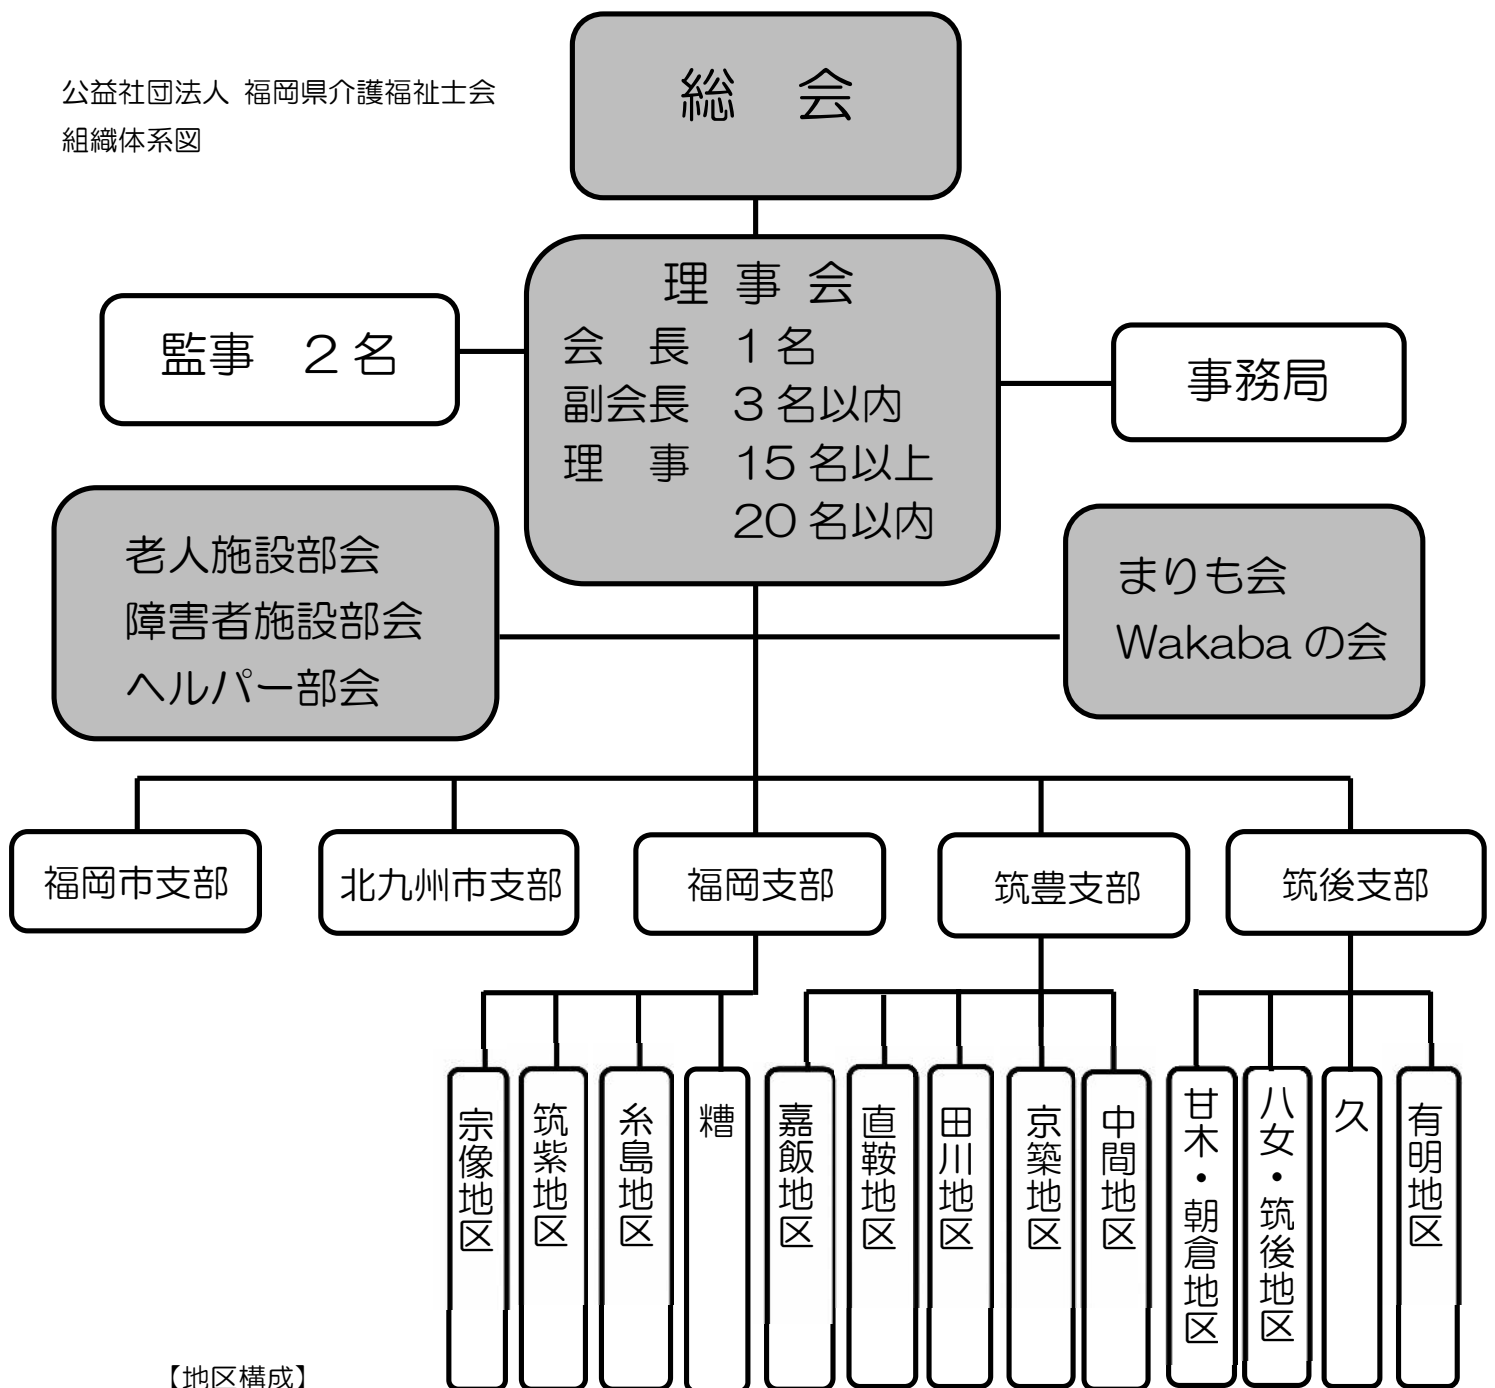 公益社団法人 福岡県介護福祉士会
組織体系図
総 会
理 事 会
会 長 1名
副会長 3名以内
理 事 15名以上
20名以内
監事 2名
事務局
老人施設部会
障害者施設部会
ヘルパー部会
まりも会
Wakabaの会
福岡市支部
北九州市支部
福岡支部
筑豊支部
筑後支部
宗像地区
筑紫地区
糸島地区
糟
嘉飯地区
直鞍地区
田川地区
京築地区
中間地区
甘木・朝倉地区
八女・筑後地区
久
有明地区
【地区構成】